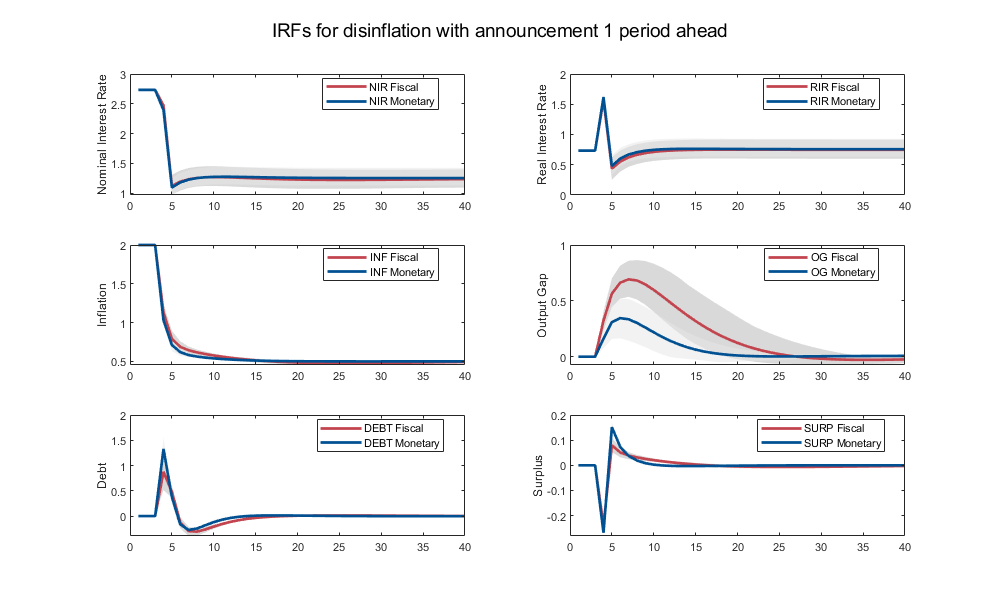 IRFs for disinflation with announcement 1 period ahead
Nominal Interest Rate
3
2.5
2
1.5
1
0 5 10 15 20 25 30 35 40
NIR Fiscal
NIR Monetary
Real Interest Rate
2
1.5
1
0.5
0
0 5 10 15 20 25 30 35 40
RIR Fiscal
RIR Monetary
Inflation
2
1.5
1
0.5
0 5 10 15 20 25 30 35 40
INF Fiscal
INF Monetary
Output Gap
1
0.5
0
0 5 10 15 20 25 30 35 40
OG Fiscal
OG Monetary
Debt
2
1.5
1
0.5
0
0 5 10 15 20 25 30 35 40
DEBT Fiscal
DEBT Monetary
Surplus
0.2
0.1
0
-0.1
-0.2
0 5 10 15 20 25 30 35 40
SURP Fiscal
SURP Monetary